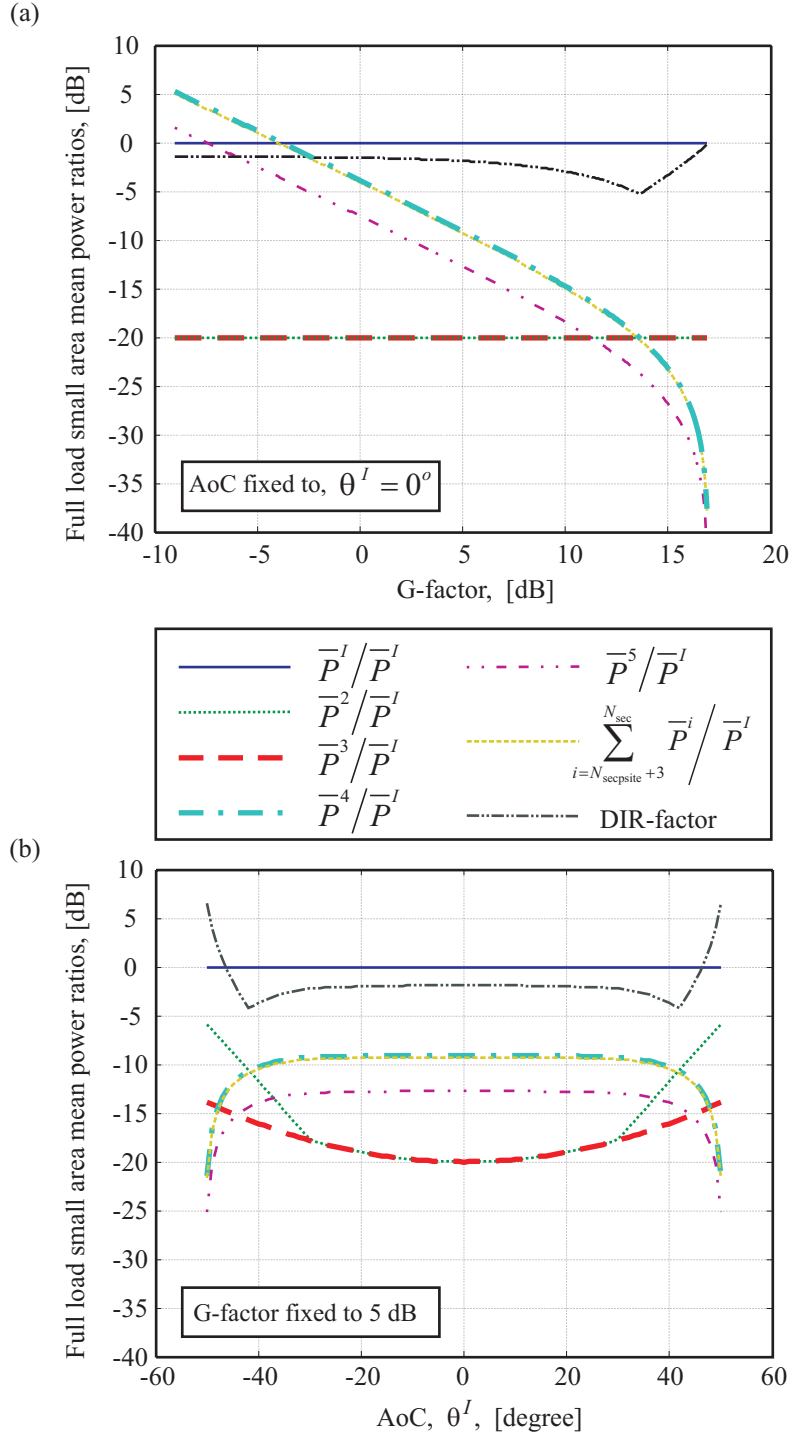 (a)
Full load small area mean power ratios, [dB]
10
5
0
-5
-10
-15
-20
-25
-30
-35
-40
AoC fixed to, θ^I = 0^o
-10 -5 0 5 10 15 20
G-factor, [dB]
P̅^I / P̅^I
P̅^2 / P̅^I
P̅^3 / P̅^I
P̅^4 / P̅^I
P̅^5 / P̅^I
∑_{i=N_secpsite+3}^{N_sec} P̅^i / P̅^I
DIR-factor
(b)
Full load small area mean power ratios, [dB]
10
5
0
-5
-10
-15
-20
-25
-30
-35
-40
G-factor fixed to 5 dB
-60 -40 -20 0 20 40 60
AoC, θ^I, [degree]